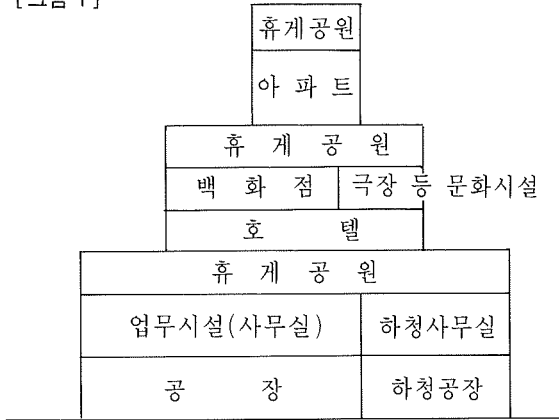 휴게공원
아 파 트
휴 게 공 원
백 화 점 극장 등 문화시설
호 텔
휴 게 공 원
업무시설(사무실) 하청사무실
공 장 하청공장